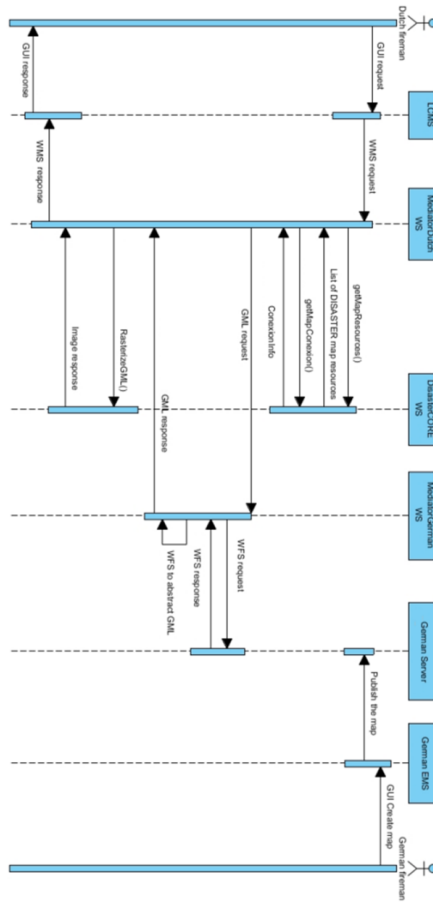 Dutch fireman
LCMS
MediatorDutch
WS
DisasterCORE
WS
MediatorGerman
WS
German Server
German EMS
German fireman
GUI Create map
Publish the map
GUI request
WMS request
getMapResources()
List of DISASTER map resources
getMapConexion()
ConexionInfo
GML request
WFS request
WFS response
WFS to abstract GML
GML response
RasterizeGML()
Image response
WMS response
GUI response